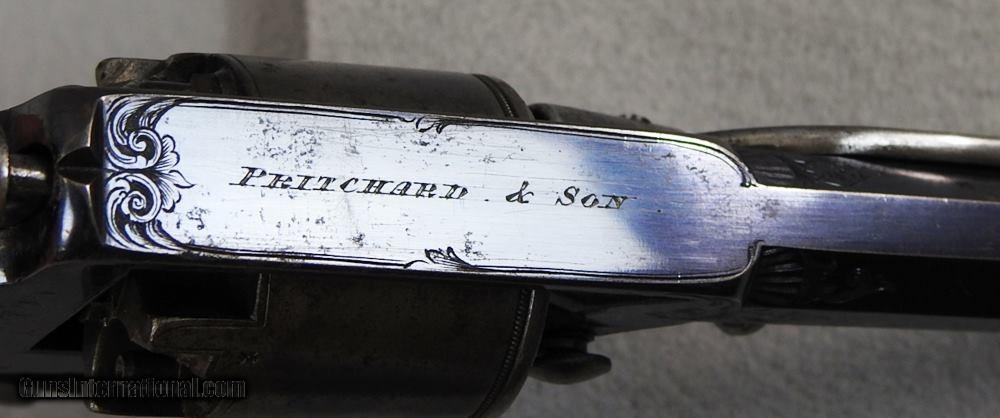 PRITCHARD & SON
GunsInternational.com